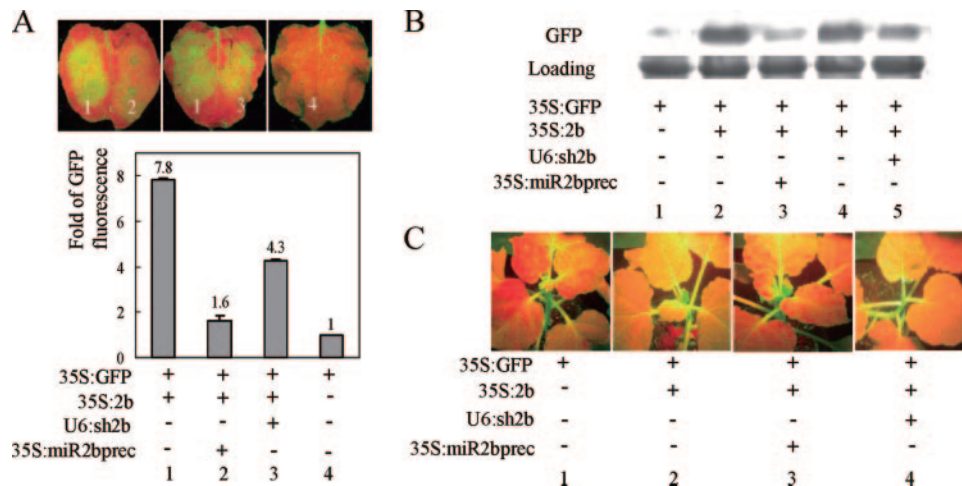 A
1 2 1 3 4
Fold of GFP
fluorescence
8
6
4
2
0
7.8
1.6
4.3
1
35S:GFP + + + +
35S:2b + + + -
U6:sh2b - - + -
35S:miR2bprec - + - -
1 2 3 4
B
GFP
Loading
35S:GFP + + + + +
35S:2b - + + + +
U6:sh2b - - - - +
35S:miR2bprec - - + - -
1 2 3 4 5
C
35S:GFP + + + +
35S:2b - + + +
U6:sh2b - - - +
35S:miR2bprec - - + -
1 2 3 4